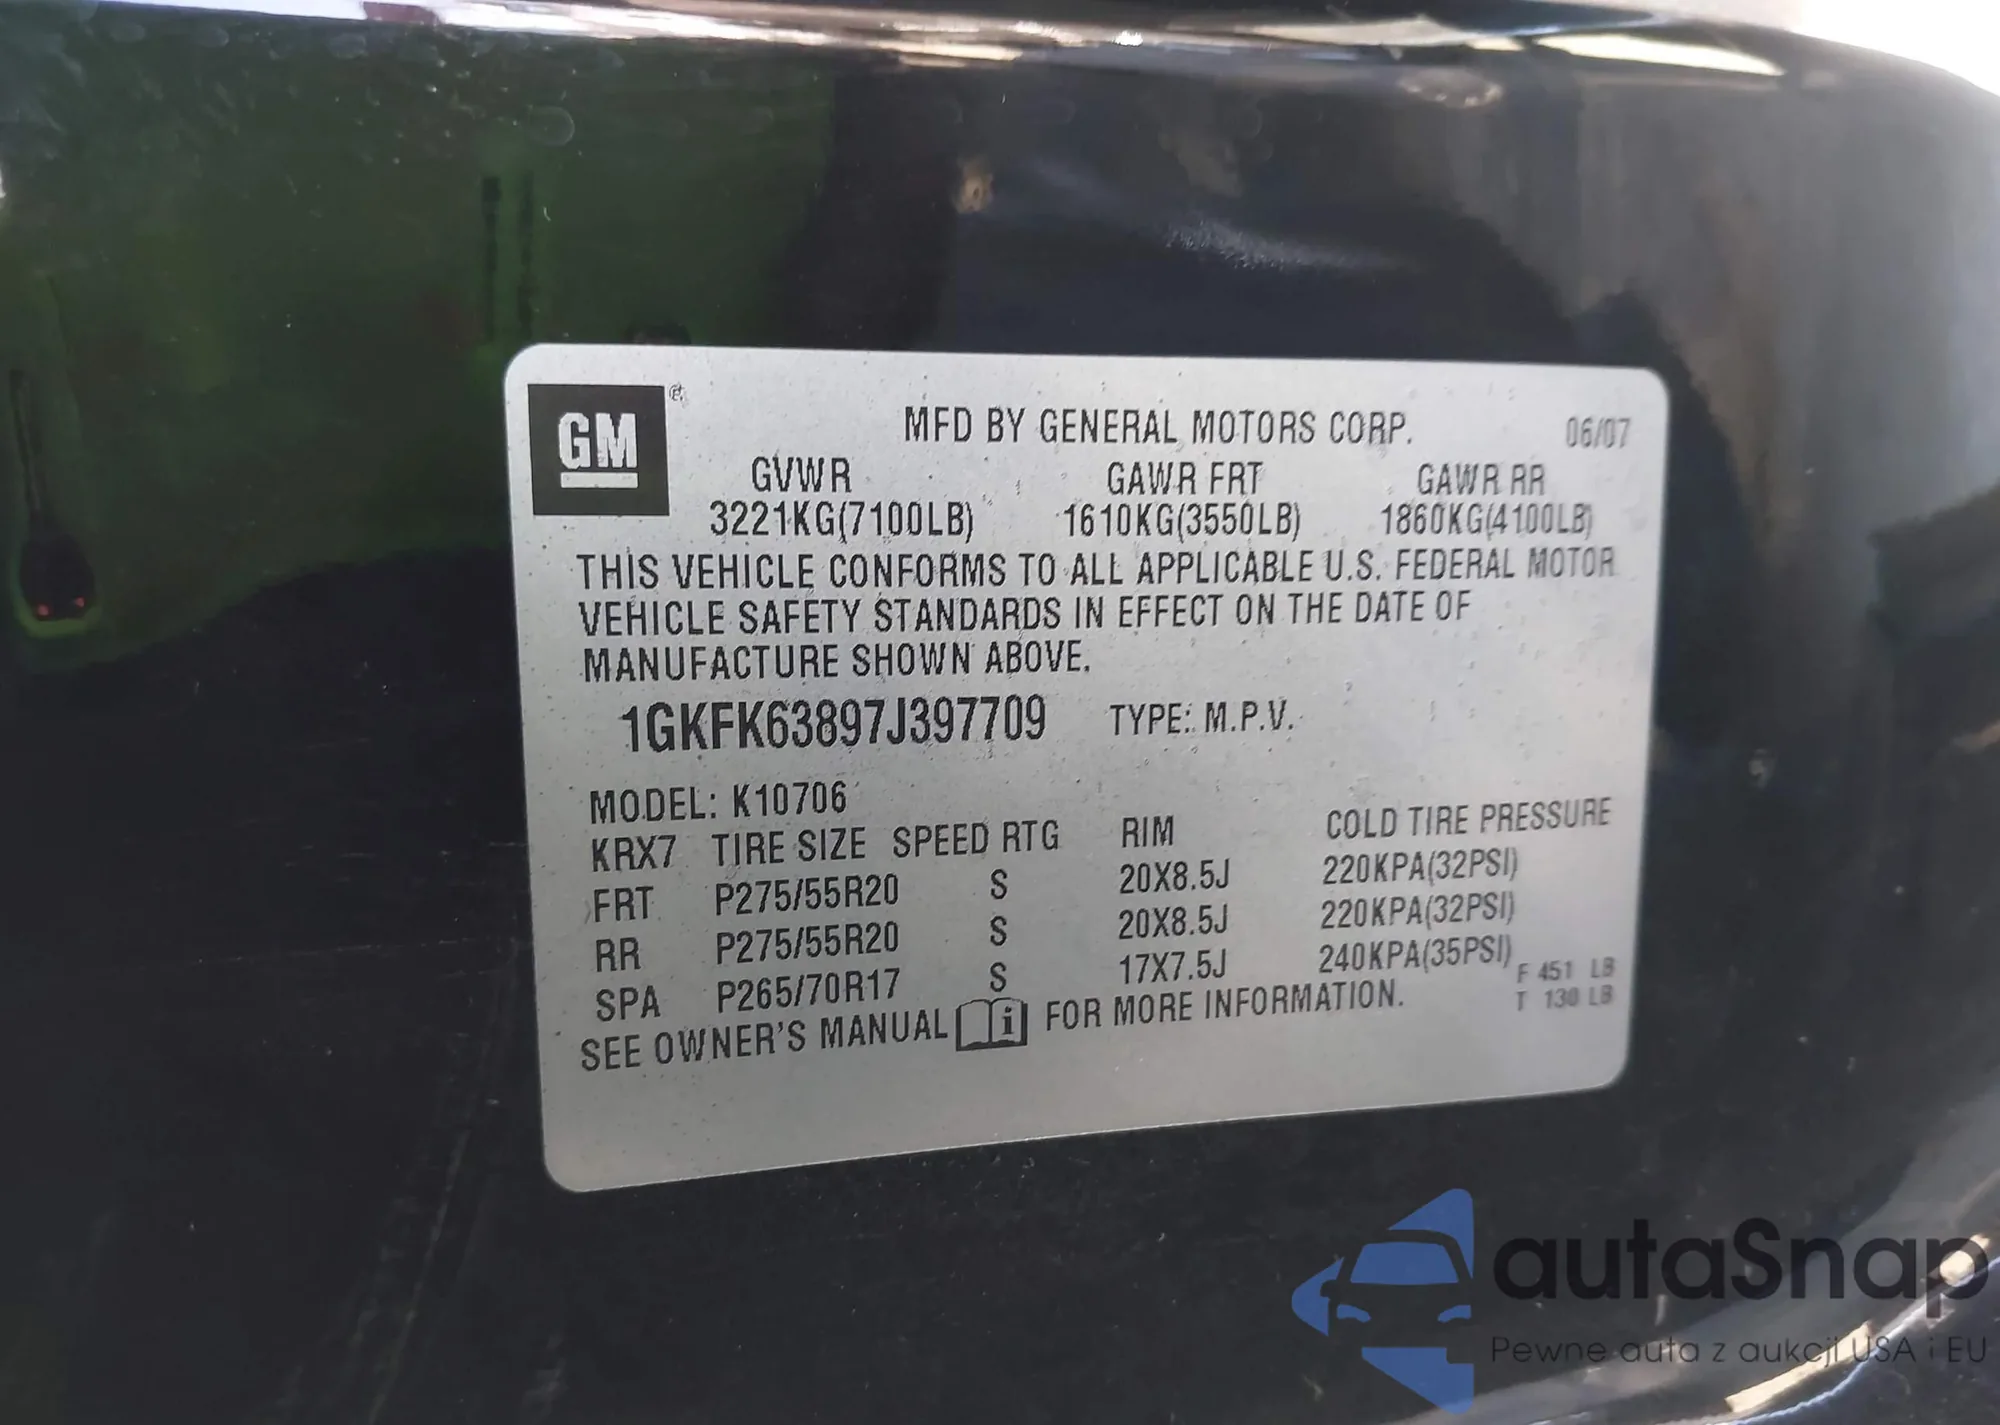 GM
MFD BY GENERAL MOTORS CORP. 06/07
GVWR GAWR FRT GAWR RR
3221KG(7100LB) 1610KG(3550LB) 1860KG(4100LB)
THIS VEHICLE CONFORMS TO ALL APPLICABLE U.S. FEDERAL MOTOR
VEHICLE SAFETY STANDARDS IN EFFECT ON THE DATE OF
MANUFACTURE SHOWN ABOVE.
1GKFK63897J397709 TYPE: M.P.V.
MODEL: K10706
KRX7 TIRE SIZE SPEED RTG RIM COLD TIRE PRESSURE
FRT P275/55R20 S 20X8.5J 220KPA(32PSI)
RR P275/55R20 S 20X8.5J 220KPA(32PSI)
SPA P265/70R17 S 17X7.5J 240KPA(35PSI)
F 451 LB
T 130 LB
SEE OWNER'S MANUAL i FOR MORE INFORMATION.
autaSnap
Pewne auta z aukcji USA i EU